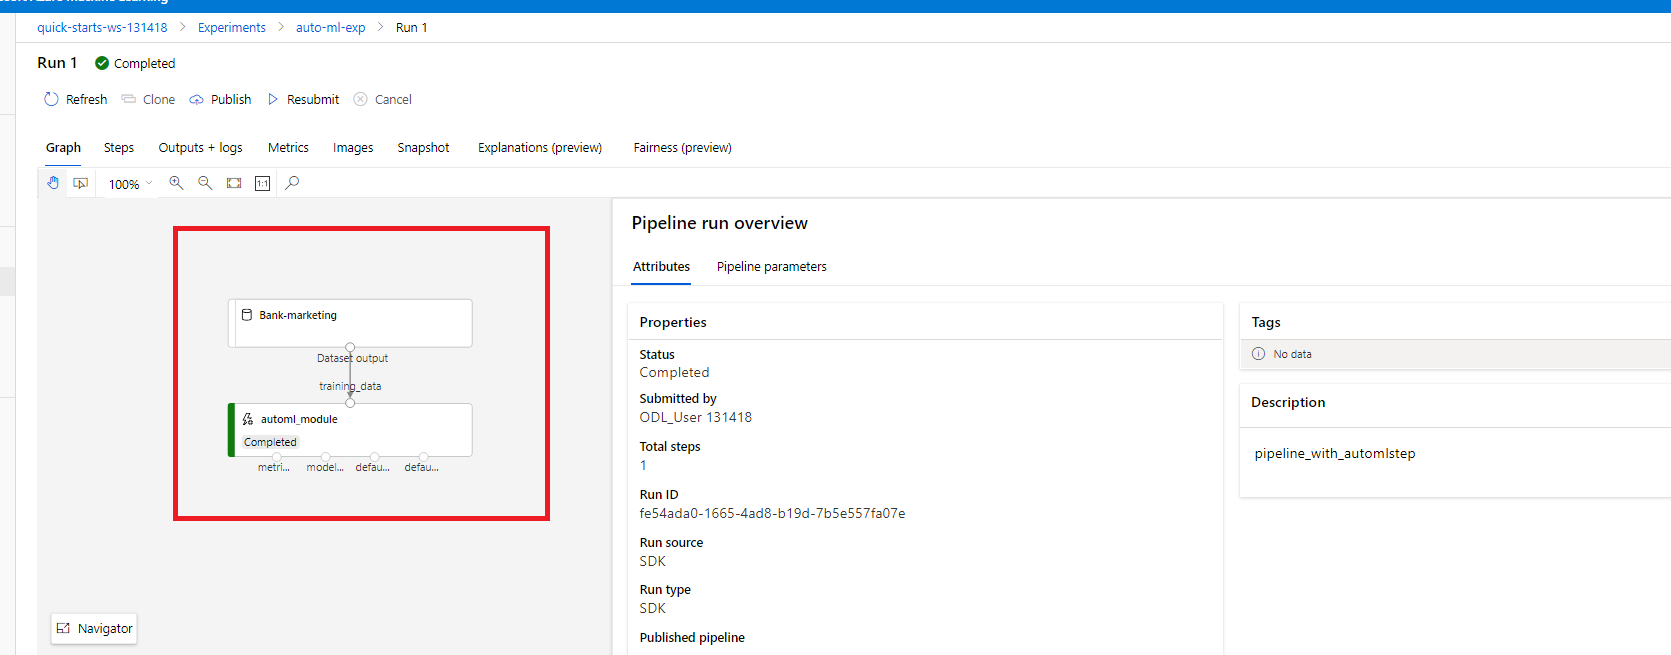 quick-starts-ws-131418 > Experiments > auto-ml-exp > Run 1
Run 1 Completed
Refresh Clone Publish Resubmit Cancel
Graph Steps Outputs + logs Metrics Images Snapshot Explanations (preview) Fairness (preview)
100% 1:1
Bank-marketing
Dataset output
training_data
automl_module
Completed
metri... model... defau... defau...
Navigator
Pipeline run overview
Attributes Pipeline parameters
Properties
Status
Completed
Submitted by
ODL_User 131418
Total steps
1
Run ID
fe54ada0-1665-4ad8-b19d-7b5e557fa07e
Run source
SDK
Run type
SDK
Published pipeline
Tags
No data
Description
pipeline_with_automlstep